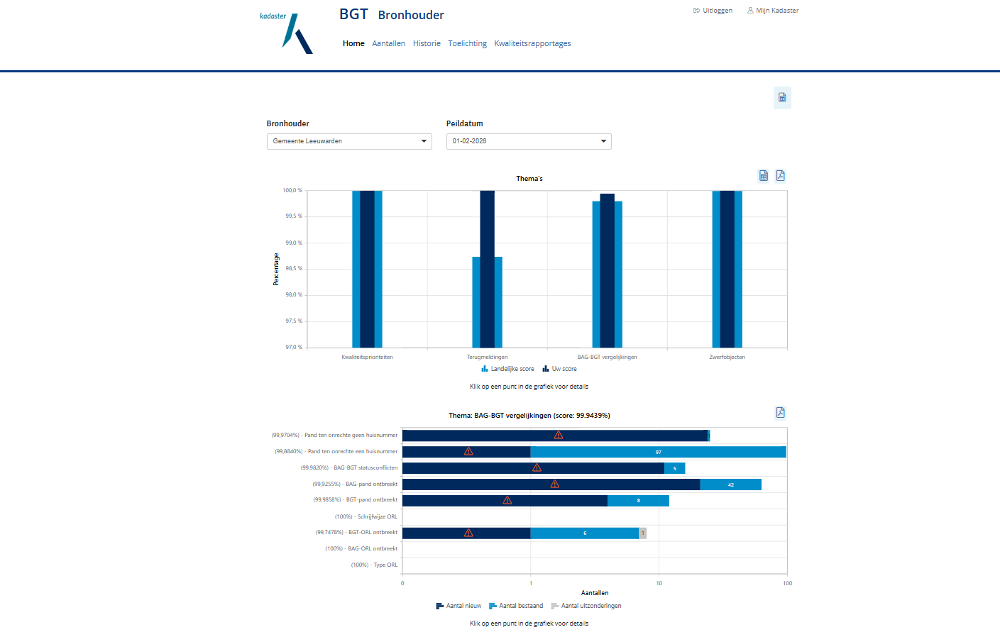 kadaster
BGT Bronhouder
Uitloggen Mijn Kadaster
Home Aantallen Historie Toelichting Kwaliteitsrapportages
Bronhouder Peildatum
Gemeente Leeuwarden 01-02-2026
Thema's
100,0 %
99,5 %
99,0 %
98,5 %
98,0 %
97,5 %
97,0 %
Percentage
Kwaliteitsprioriteiten Terugmeldingen BAG-BGT vergelijkingen Zwerfobjecten
Landelijke score Uw score
Klik op een punt in de grafiek voor details
Thema: BAG-BGT vergelijkingen (score: 99.9439%)
(99,9704%) - Pand ten onrechte geen huisnummer
(99,8840%) - Pand ten onrechte een huisnummer 97
(99,9820%) - BAG-BGT statusconflicten 5
(99,9255%) - BAG-pand ontbreekt 42
(99,9858%) - BGT-pand ontbreekt 8
(100%) - Schrijfwijze ORL
(99,7478%) - BGT-ORL ontbreekt 6 1
(100%) - BAG-ORL ontbreekt
(100%) - Type ORL
0 1 10 100
Aantallen
Aantal nieuw Aantal bestaand Aantal uitzonderingen
Klik op een punt in de grafiek voor details